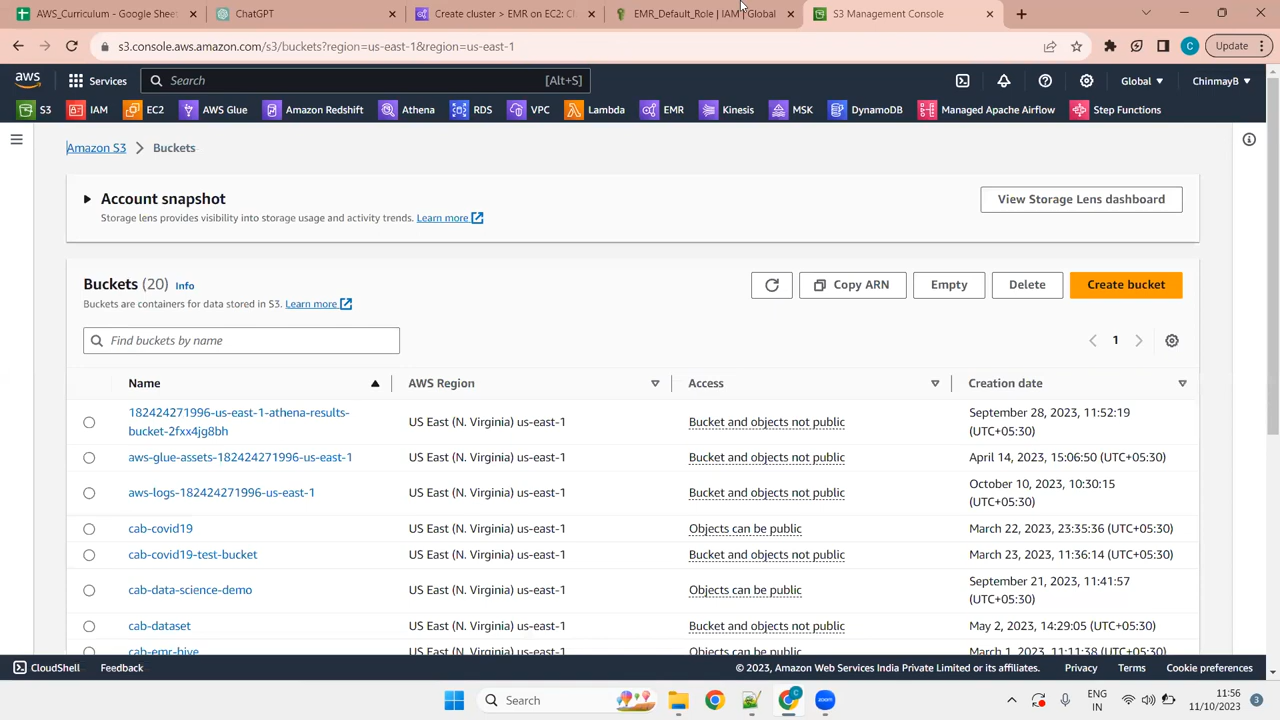 AWS_Curriculum - Google Sheet
ChatGPT
Create cluster > EMR on EC2: Cl
EMR_Default_Role | IAM | Global
S3 Management Console
s3.console.aws.amazon.com/s3/buckets?region=us-east-1&region=us-east-1
C
Update
aws
Services
Search
[Alt+S]
Global
ChinmayB
S3
IAM
EC2
AWS Glue
Amazon Redshift
Athena
RDS
VPC
Lambda
EMR
Kinesis
MSK
DynamoDB
Managed Apache Airflow
Step Functions
Amazon S3
Buckets
Account snapshot
Storage lens provides visibility into storage usage and activity trends. Learn more
View Storage Lens dashboard
Buckets (20) Info
Buckets are containers for data stored in S3. Learn more
Copy ARN
Empty
Delete
Create bucket
Find buckets by name
1
Name
AWS Region
Access
Creation date
182424271996-us-east-1-athena-results-
bucket-2fxx4jg8bh
US East (N. Virginia) us-east-1
Bucket and objects not public
September 28, 2023, 11:52:19
(UTC+05:30)
aws-glue-assets-182424271996-us-east-1
US East (N. Virginia) us-east-1
Bucket and objects not public
April 14, 2023, 15:06:50 (UTC+05:30)
aws-logs-182424271996-us-east-1
US East (N. Virginia) us-east-1
Bucket and objects not public
October 10, 2023, 10:30:15
(UTC+05:30)
cab-covid19
US East (N. Virginia) us-east-1
Objects can be public
March 22, 2023, 23:35:36 (UTC+05:30)
cab-covid19-test-bucket
US East (N. Virginia) us-east-1
Bucket and objects not public
March 23, 2023, 11:36:14 (UTC+05:30)
cab-data-science-demo
US East (N. Virginia) us-east-1
Objects can be public
September 21, 2023, 11:41:57
(UTC+05:30)
cab-dataset
US East (N. Virginia) us-east-1
Bucket and objects not public
May 2, 2023, 14:29:05 (UTC+05:30)
cab-emr-hive
US East (N. Virginia) us-east-1
Objects can be public
March 1, 2023, 11:11:38 (UTC+05:30)
CloudShell
Feedback
© 2023, Amazon Web Services India Private Limited or its affiliates.
Privacy
Terms
Cookie preferences
Search
C
zoom
ENG
IN
11:56
11/10/2023
3